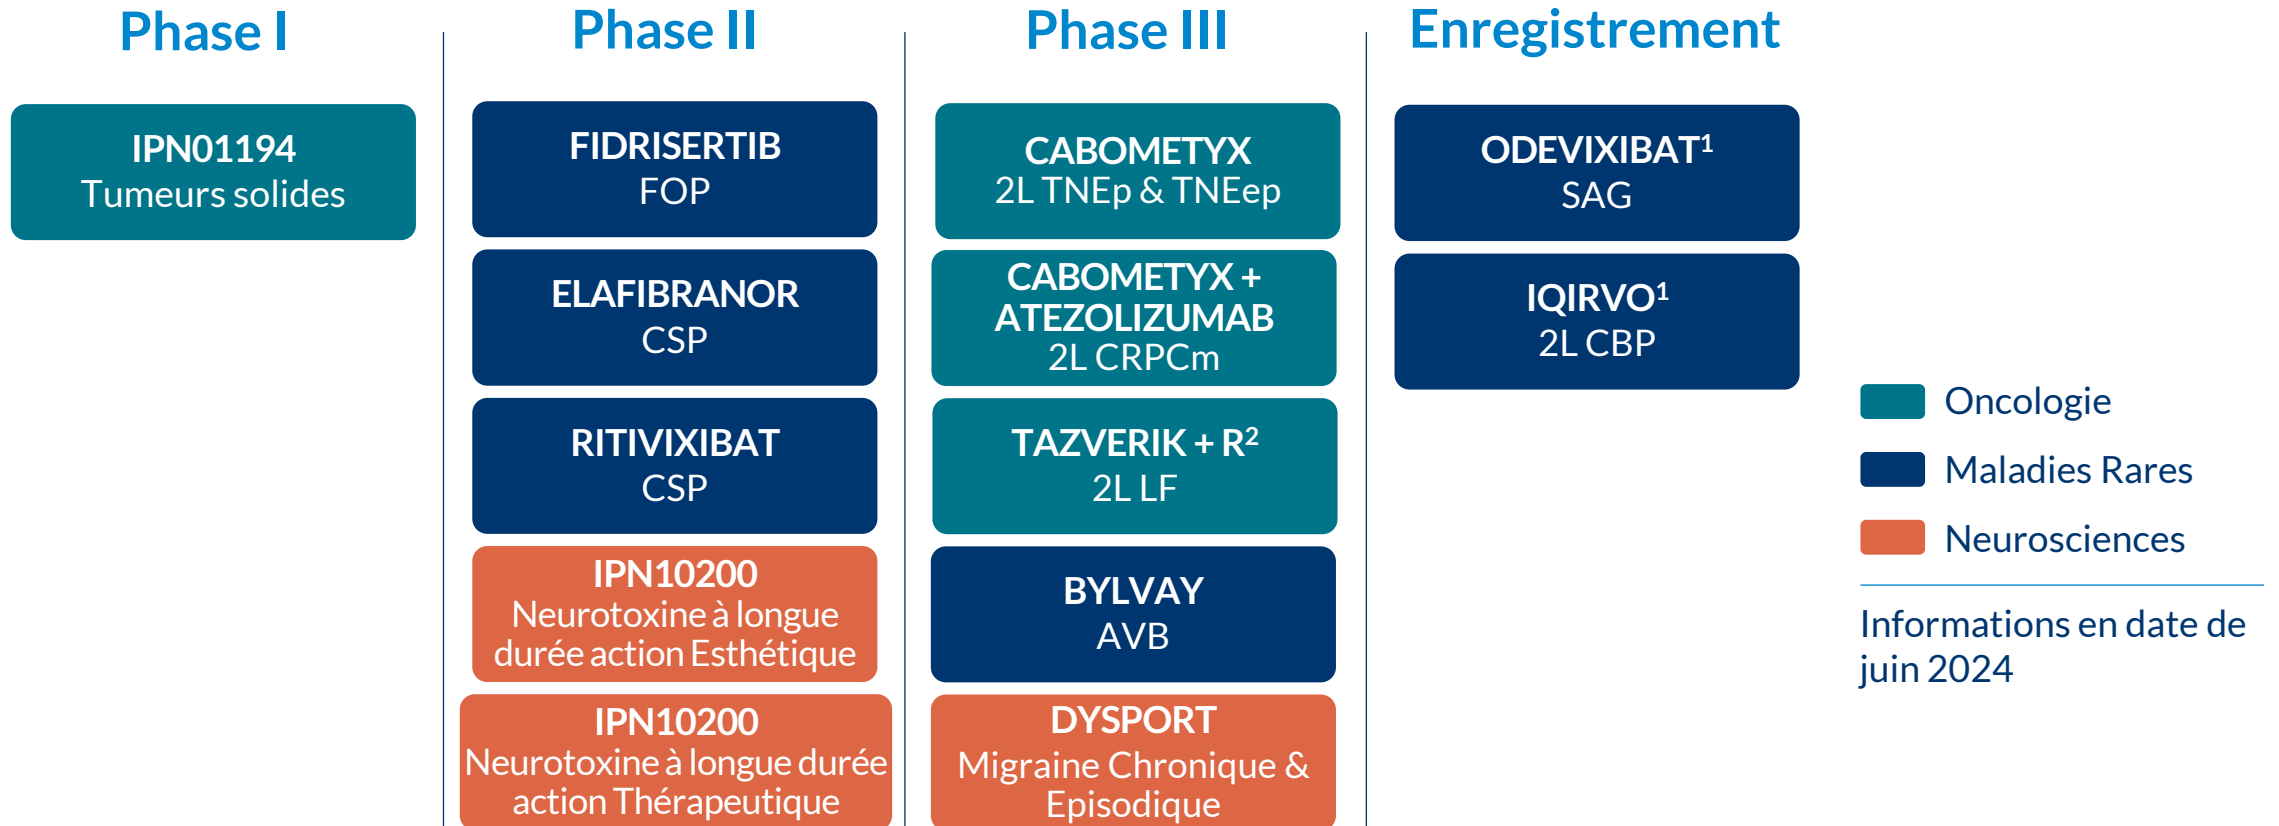 Phase I
IPN01194
Tumeurs solides
Phase II
FIDRISERTIB
FOP
ELAFIBRANOR
CSP
RITIVIXIBAT
CSP
IPN10200
Neurotoxine à longue
durée action Esthétique
IPN10200
Neurotoxine à longue durée
action Thérapeutique
Phase III
CABOMETYX
2L TNEp & TNEep
CABOMETYX +
ATEZOLIZUMAB
2L CRPCm
TAZVERIK + R²
2L LF
BYLVAY
AVB
DYSPORT
Migraine Chronique &
Episodique
Enregistrement
ODEVIXIBAT¹
SAG
IQIRVO¹
2L CBP
Oncologie
Maladies Rares
Neurosciences
Informations en date de
juin 2024